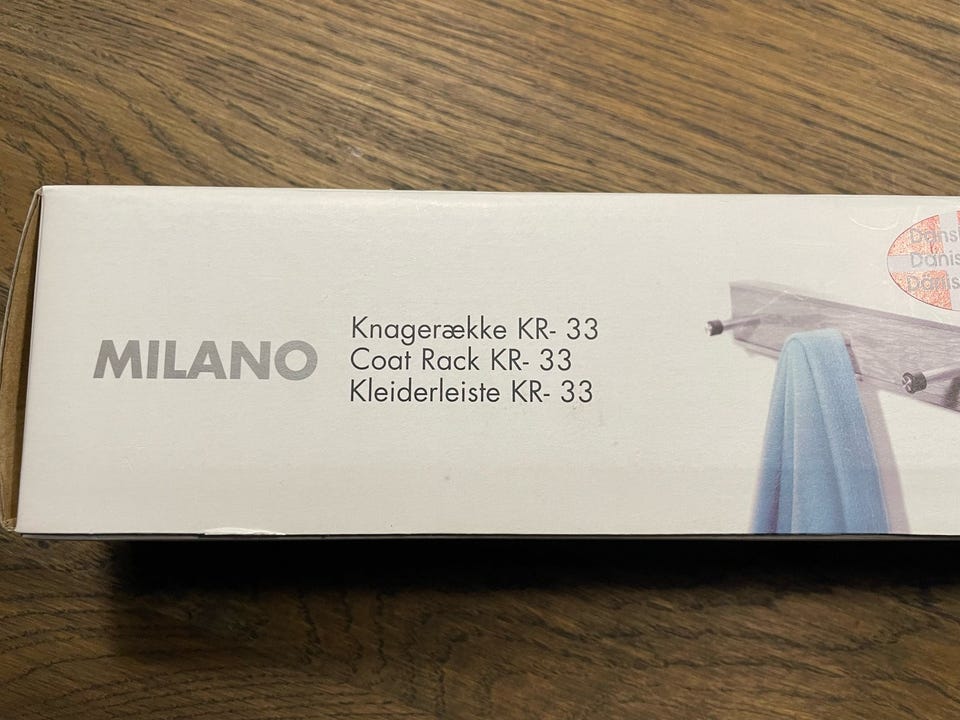 MILANO
Knagerække KR- 33
Coat Rack KR- 33
Kleiderleiste KR- 33